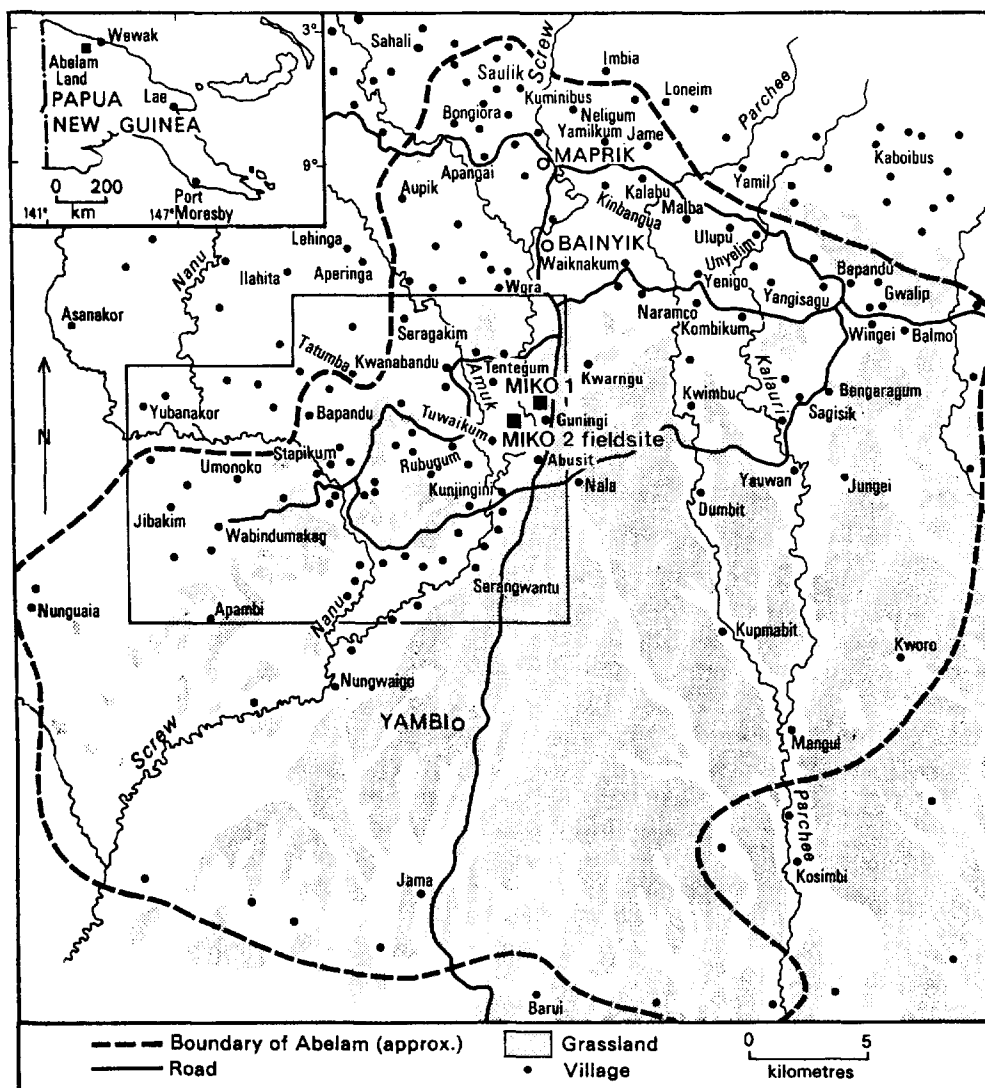 3°
Wewak
Abelam
Land
PAPUA
NEW GUINEA
Lae
0 200
km
9°
141°
147°
Port
Moresby
Sahali
Screw
Imbia
Saulik
Loneim
Parchee
Kuminibus
Bongiora
Neligum
Yamilkum
Jame
Kaboibus
MAPRIK
Apangai
Yamil
Aupik
Kalabu
Kinbangua
Malba
Lehinga
BAINYIK
Ulupu
Unyelim
Nanu
Ilahita
Aperinga
Waiknakum
Bepandu
Wora
Yenigo
Yangisagu
Gwalip
Asanakor
Seragakim
Naramco
Kombikum
Wingei
Balmo
Tatumba
Kwanabandu
Tentegum
Amuk
MIKO 1
Kwarngu
Kalauri
Bengeragum
Yubanakor
Bapandu
Tuwaikum
Guningi
Kwimbu
Sagisik
N
MIKO 2 fieldsite
Stapikum
Umonoko
Rubugum
Abusit
Yauwan
Kunjingini
Nala
Jungei
Jibakim
Dumbit
Wabindumakag
Serangwantu
Nunguaia
Apambi
Nanu
Kupmabit
Kworo
Nungwaigo
Screw
YAMBI
Mangul
Parchee
Kosimbi
Jama
Barui
Boundary of Abelam (approx.)
Grassland
0 5
Road
Village
kilometres